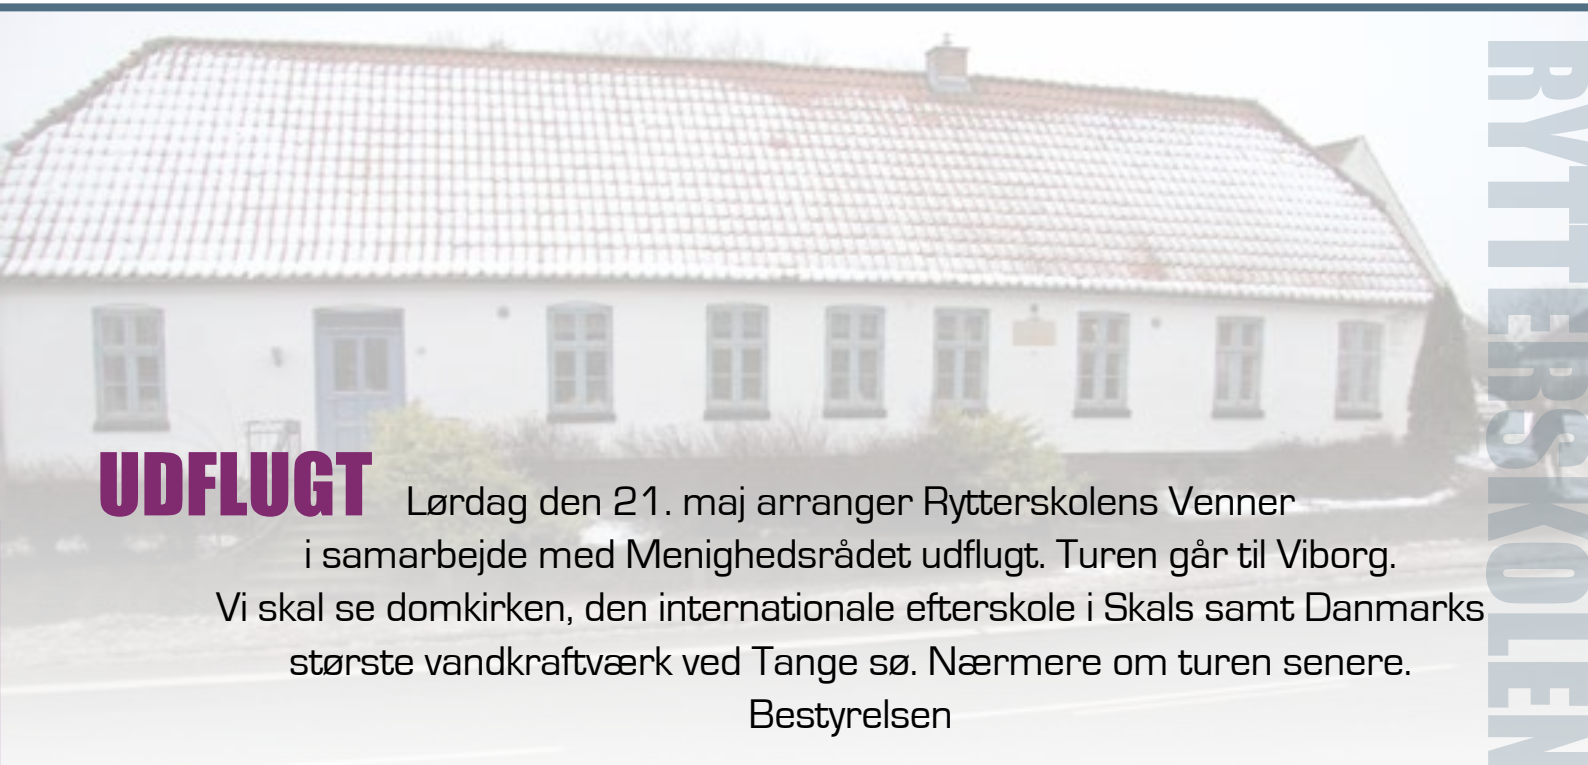 UDFLUGT Lørdag den 21. maj arranger Rytterskolens Venner
i samarbejde med Menighedsrådet udflugt. Turen går til Viborg.
Vi skal se domkirken, den internationale efterskole i Skals samt Danmarks
største vandkraftværk ved Tange sø. Nærmere om turen senere.
Bestyrelsen
RYTTERSKOLEN